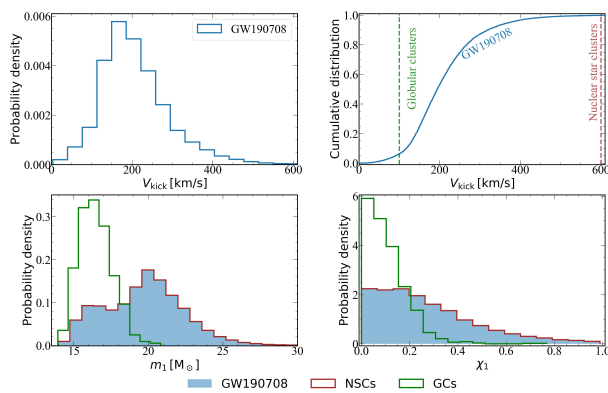 Probability density
0.006
0.004
0.002
0.000
GW190708
0 200 400 600
V_kick [km/s]
Cumulative distribution
1.0
0.8
0.6
0.4
0.2
0.0
Globular clusters
GW190708
Nuclear star clusters
0 200 400 600
V_kick [km/s]
Probability density
0.3
0.2
0.1
0.0
15 20 25 30
m₁ [M⊙]
Probability density
6
4
2
0
0.0 0.2 0.4 0.6 0.8 1.0
χ₁
GW190708 NSCs GCs